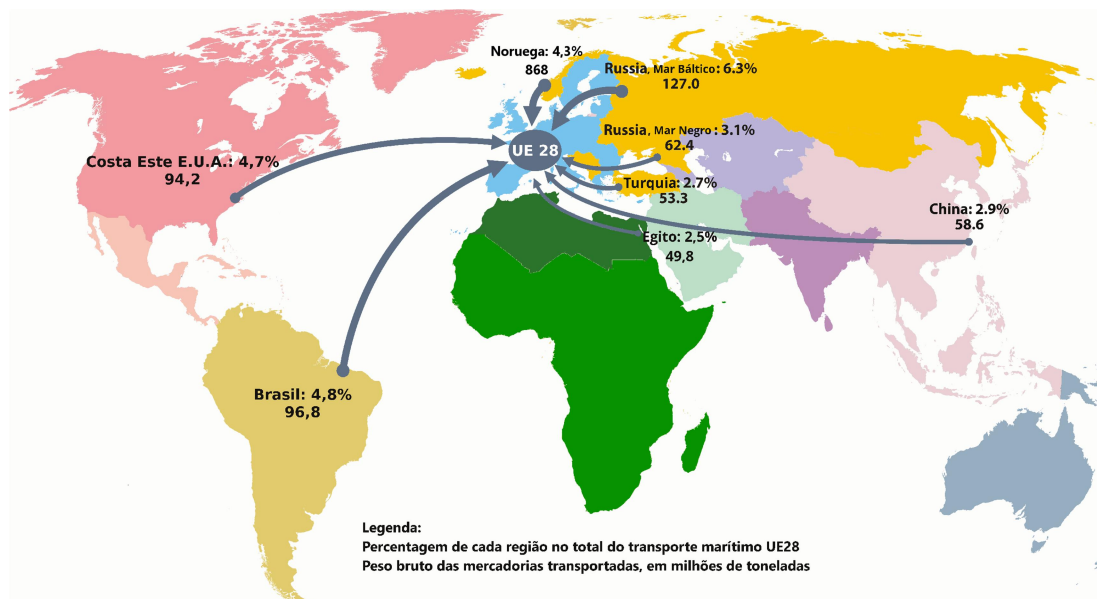 Noruega: 4,3%
868
Russia, Mar Báltico: 6.3%
127.0
Russia, Mar Negro : 3.1%
62.4
UE 28
Costa Este E.U.A.: 4,7%
94,2
Turquia: 2.7%
53.3
China: 2.9%
58.6
Egito: 2,5%
49,8
Brasil: 4,8%
96,8
Legenda:
Percentagem de cada região no total do transporte marítimo UE28
Peso bruto das mercadorias transportadas, em milhões de toneladas